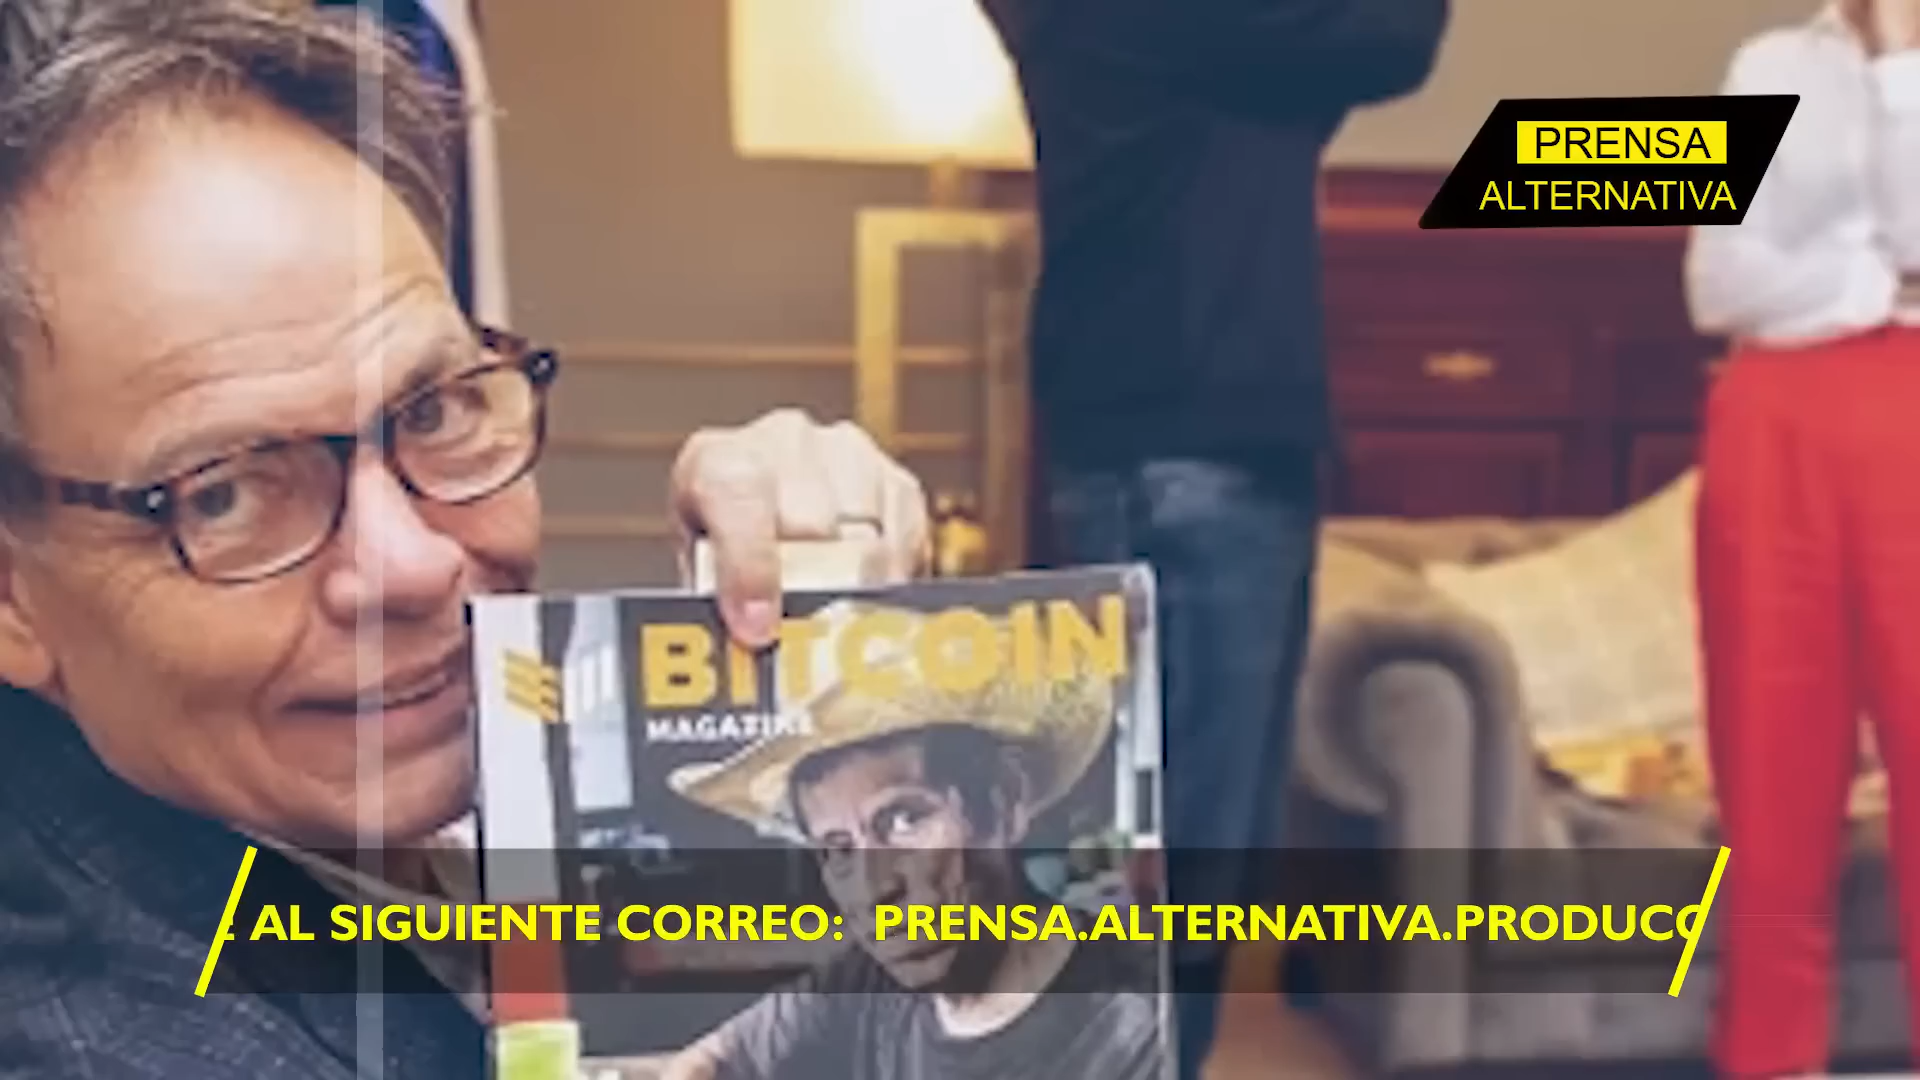 PRENSA
ALTERNATIVA
BITCOIN
MAGAZINE
AL SIGUIENTE CORREO: PRENSA.ALTERNATIVA.PRODUCC